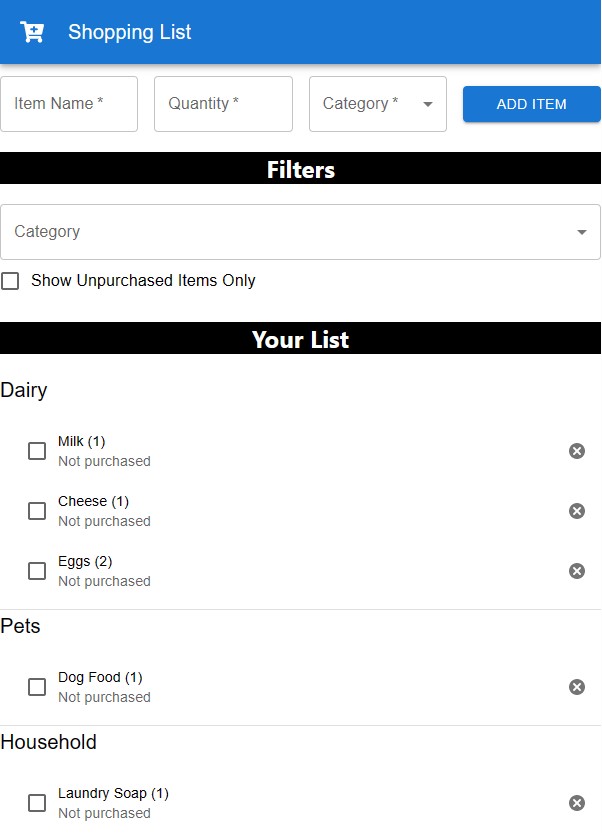 Shopping List
Item Name *
Quantity *
Category *
ADD ITEM
Filters
Category
Show Unpurchased Items Only
Your List
Dairy
Milk (1)
Not purchased
Cheese (1)
Not purchased
Eggs (2)
Not purchased
Pets
Dog Food (1)
Not purchased
Household
Laundry Soap (1)
Not purchased